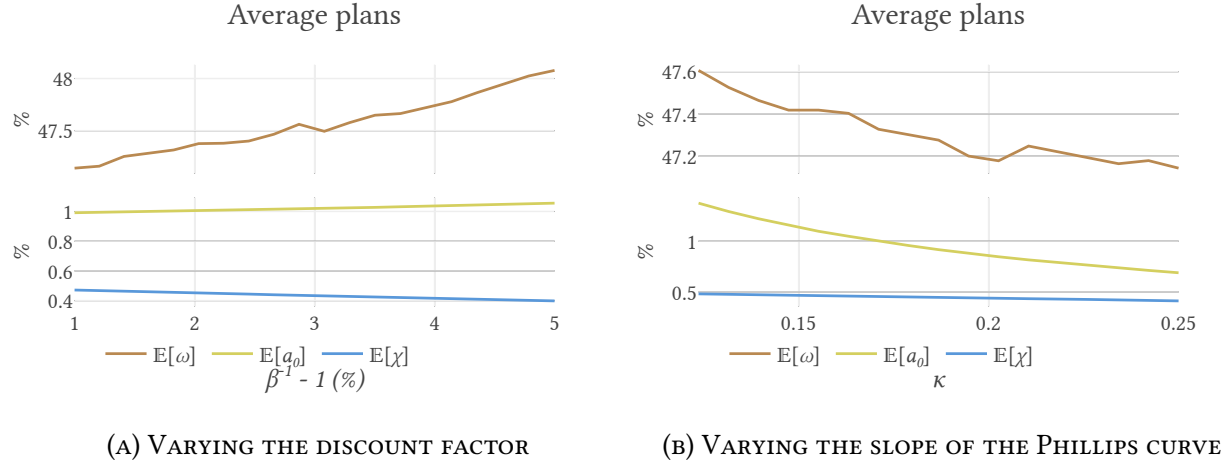 Average plans
48
47.5
%
1
0.8
0.6
0.4
%
1 2 3 4 5
𝔼[ω] 𝔼[a₀] 𝔼[χ]
β⁻¹ - 1 (%)
(A) Varying the discount factor
Average plans
47.6
47.4
47.2
%
1
0.5
%
0.15 0.2 0.25
𝔼[ω] 𝔼[a₀] 𝔼[χ]
κ
(B) Varying the slope of the Phillips curve